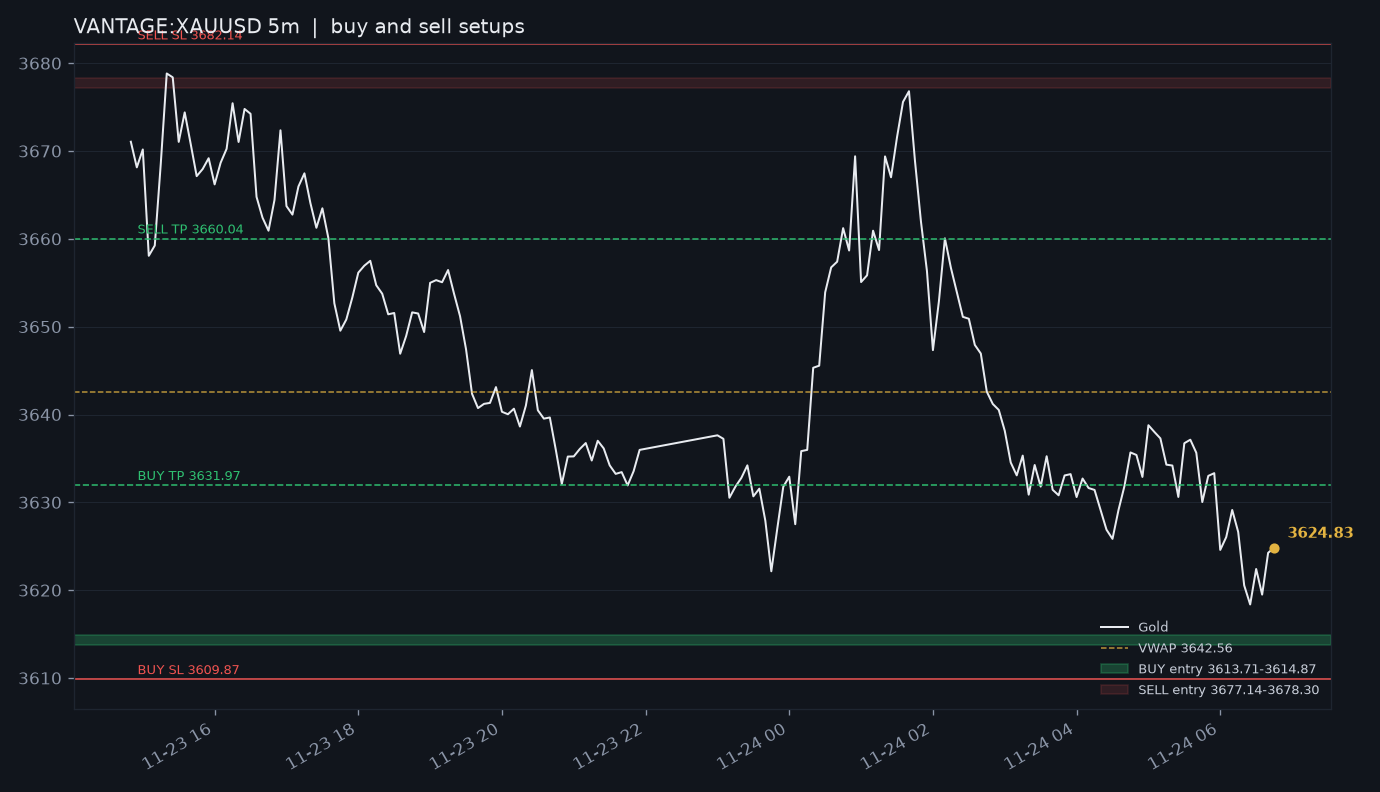 VANTAGE:XAUUSD 5m | buy and sell setups
SELL SL 3682.14
3680
3670
SELL TP 3660.04
3660
3650
3640
BUY TP 3631.97
3630
3624.83
3620
Gold
VWAP 3642.56
BUY SL 3609.87
BUY entry 3613.71-3614.87
3610
SELL entry 3677.14-3678.30
11-23 16
11-23 18
11-23 20
11-23 22
11-24 00
11-24 02
11-24 04
11-24 06